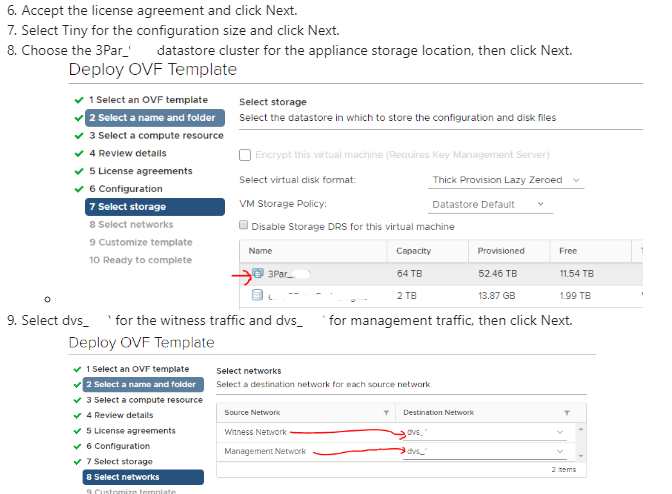 6. Accept the license agreement and click Next.
7. Select Tiny for the configuration size and click Next.
8. Choose the 3Par_‘ datastore cluster for the appliance storage location, then click Next.
Deploy OVF Template
1 Select an OVF template
2 Select a name and folder
3 Select a compute resource
4 Review details
5 License agreements
6 Configuration
7 Select storage
8 Select networks
9 Customize template
10 Ready to complete
Select storage
Select the datastore in which to store the configuration and disk files
Encrypt this virtual machine (Requires Key Management Server)
Select virtual disk format: Thick Provision Lazy Zeroed
VM Storage Policy: Datastore Default
Disable Storage DRS for this virtual machine
Name Capacity Provisioned Free
3Par_ 64 TB 52.46 TB 11.54 TB
2 TB 13.87 GB 1.99 TB
9. Select dvs_ ‘ for the witness traffic and dvs_ ‘ for management traffic, then click Next.
Deploy OVF Template
1 Select an OVF template
2 Select a name and folder
3 Select a compute resource
4 Review details
5 License agreements
6 Configuration
7 Select storage
8 Select networks
9 Customize template
Select networks
Select a destination network for each source network.
Source Network Destination Network
Witness Network dvs_‘
Management Network dvs_‘
2 items